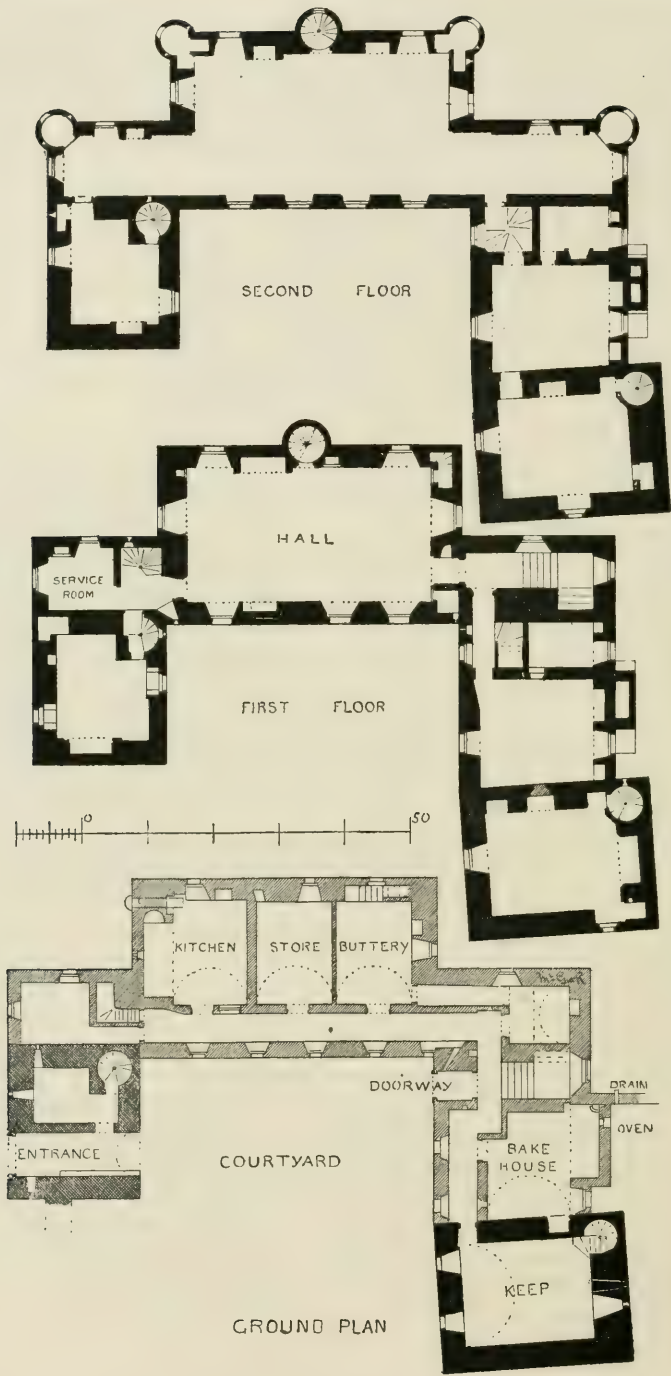 SECOND FLOOR
HALL
SERVICE
ROOM
FIRST FLOOR
0 50
KITCHEN STORE BUTTERY
DOORWAY
DRAIN
OVEN
ENTRANCE
COURTYARD
BAKE
HOUSE
KEEP
GROUND PLAN